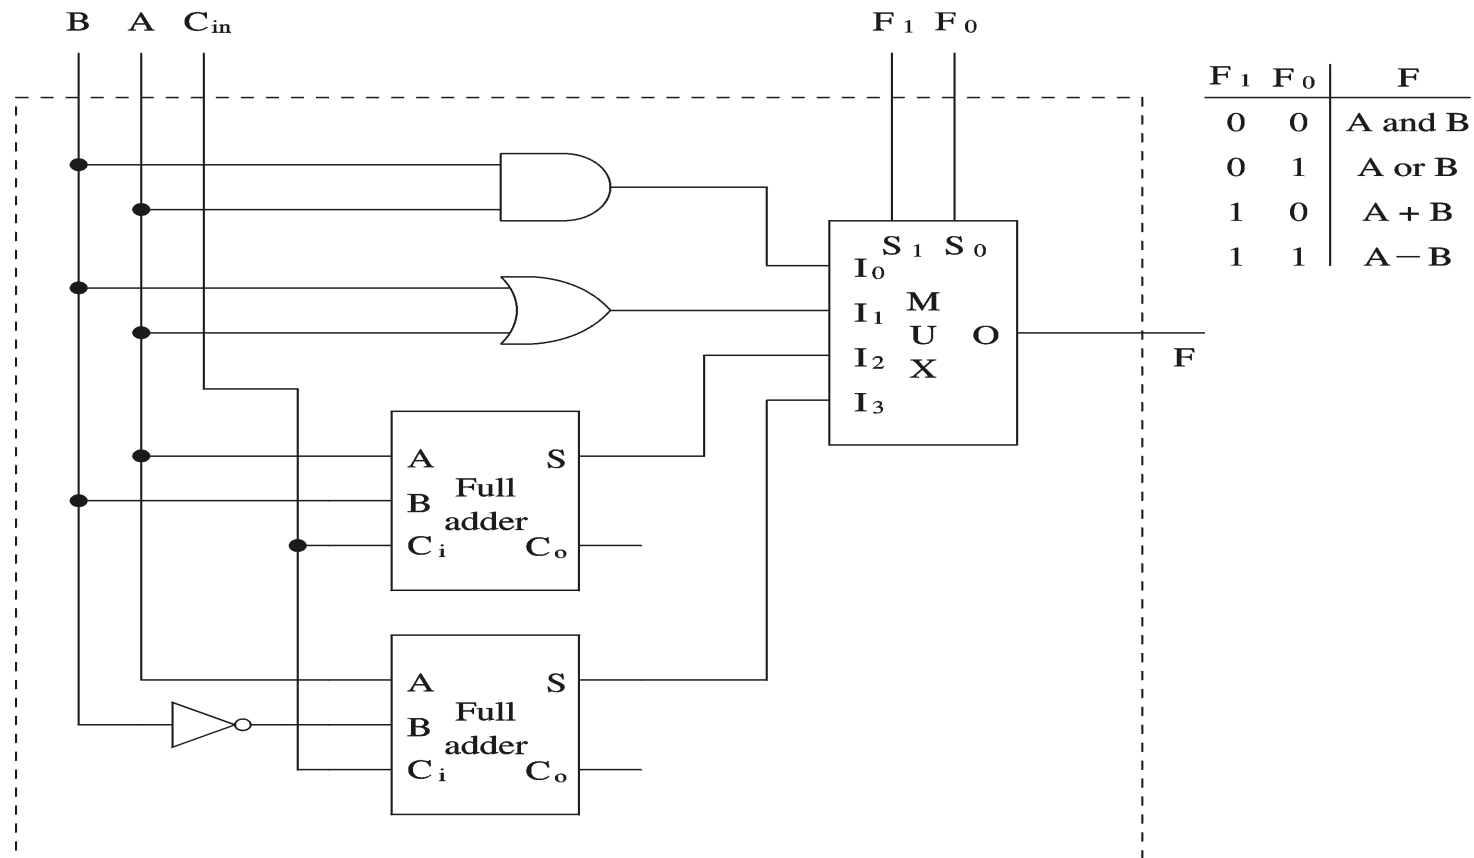 B A Cin
F1 F0
F1 F0 F
0 0 A and B
0 1 A or B
1 0 A + B
1 1 A − B
S1 S0
I0
I1
I2
I3
M
U
X
O
F
A S
Full
B
adder
Ci Co
A S
Full
B
adder
Ci Co